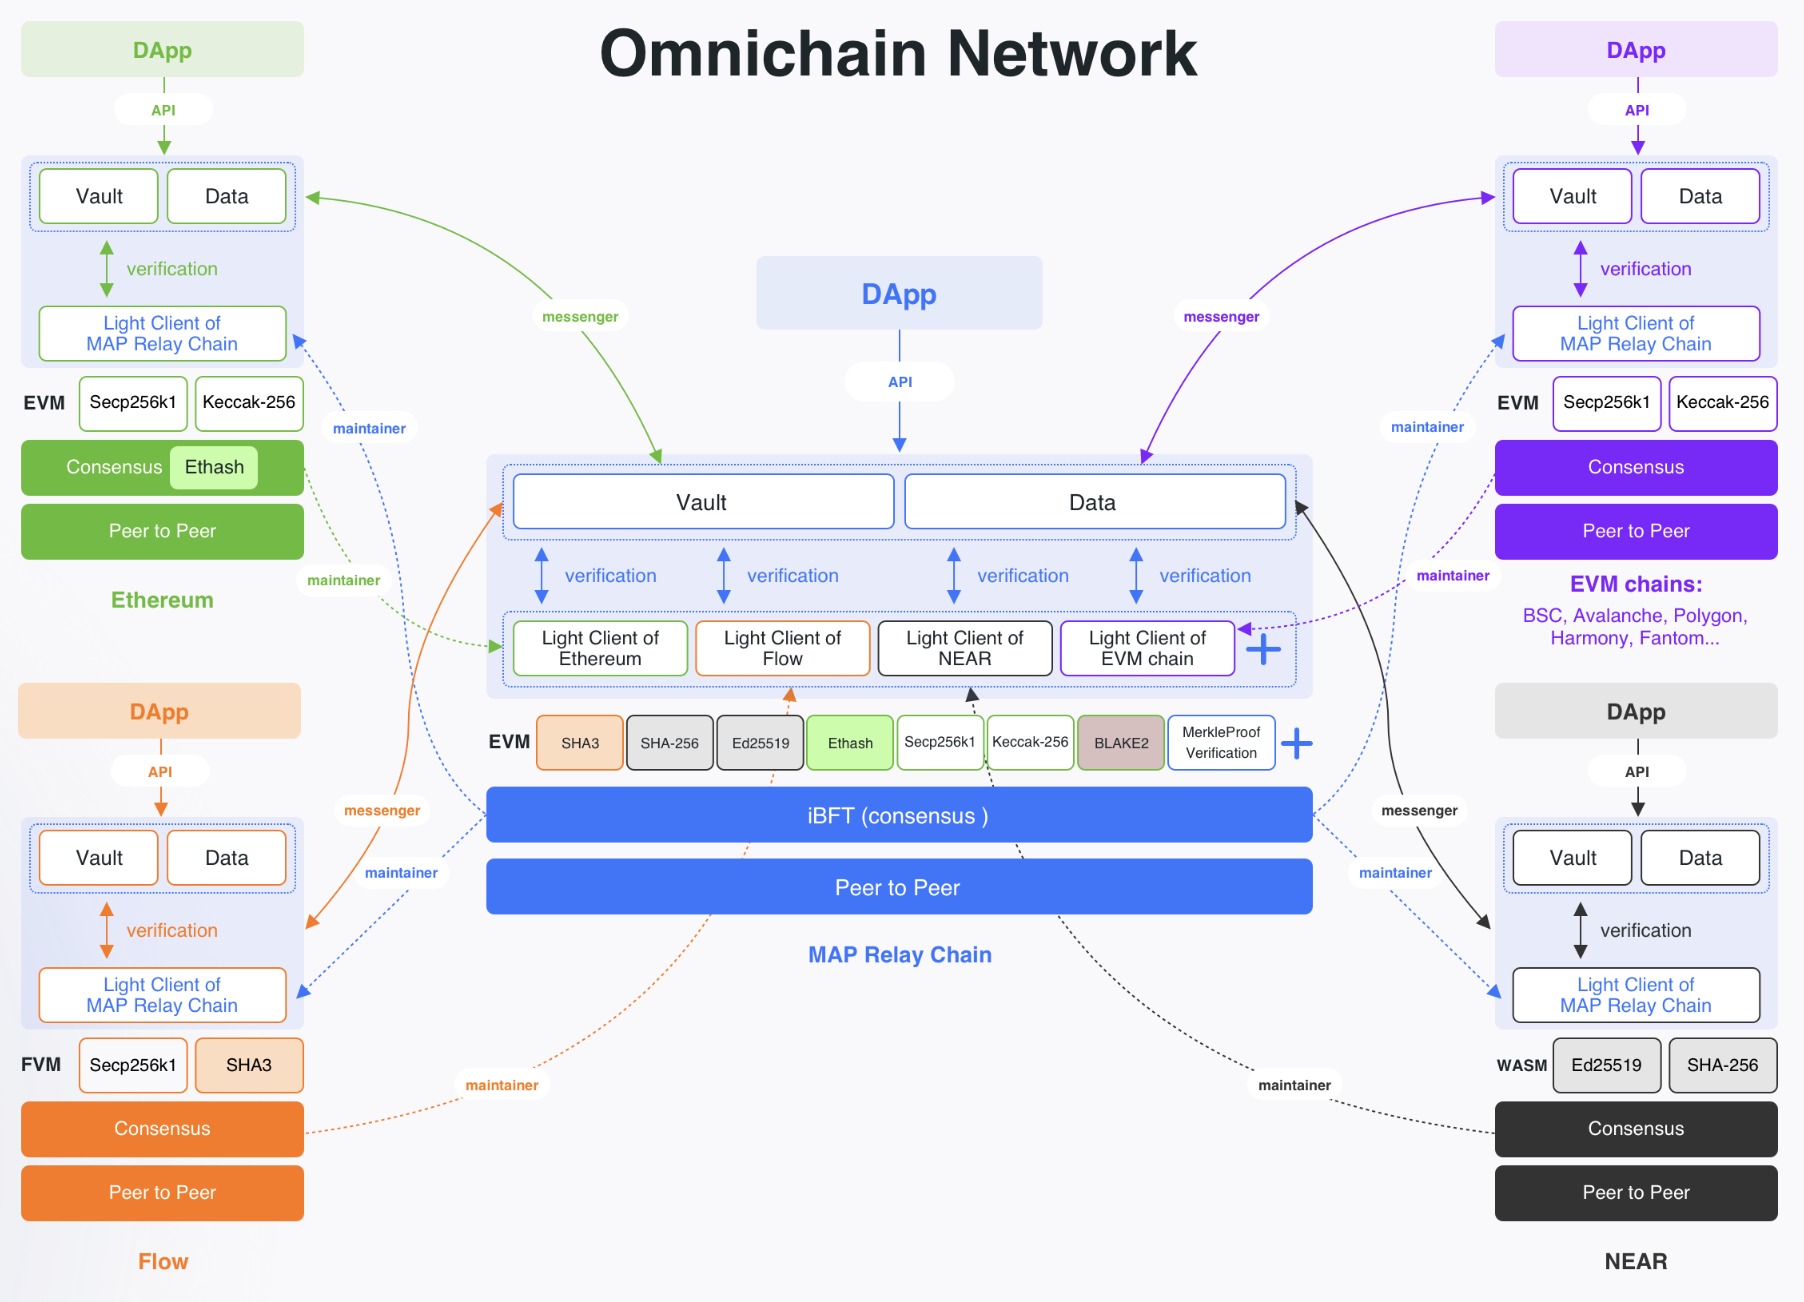 Omnichain Network
DApp
API
Vault
Data
verification
Light Client of
MAP Relay Chain
EVM
Secp256k1
Keccak-256
Consensus
Ethash
Peer to Peer
Ethereum
messenger
maintainer
maintainer
DApp
API
Vault
Data
verification
verification
verification
verification
Light Client of
Ethereum
Light Client of
Flow
Light Client of
NEAR
Light Client of
EVM chain
EVM
SHA3
SHA-256
Ed25519
Ethash
Secp256k1
Keccak-256
BLAKE2
MerkleProof
Verification
iBFT (consensus )
Peer to Peer
MAP Relay Chain
DApp
API
Vault
Data
verification
Light Client of
MAP Relay Chain
EVM
Secp256k1
Keccak-256
Consensus
Peer to Peer
EVM chains:
BSC, Avalanche, Polygon,
Harmony, Fantom...
messenger
maintainer
maintainer
DApp
API
Vault
Data
verification
Light Client of
MAP Relay Chain
FVM
Secp256k1
SHA3
Consensus
Peer to Peer
Flow
messenger
maintainer
maintainer
DApp
API
Vault
Data
verification
Light Client of
MAP Relay Chain
WASM
Ed25519
SHA-256
Consensus
Peer to Peer
NEAR
messenger
maintainer
maintainer